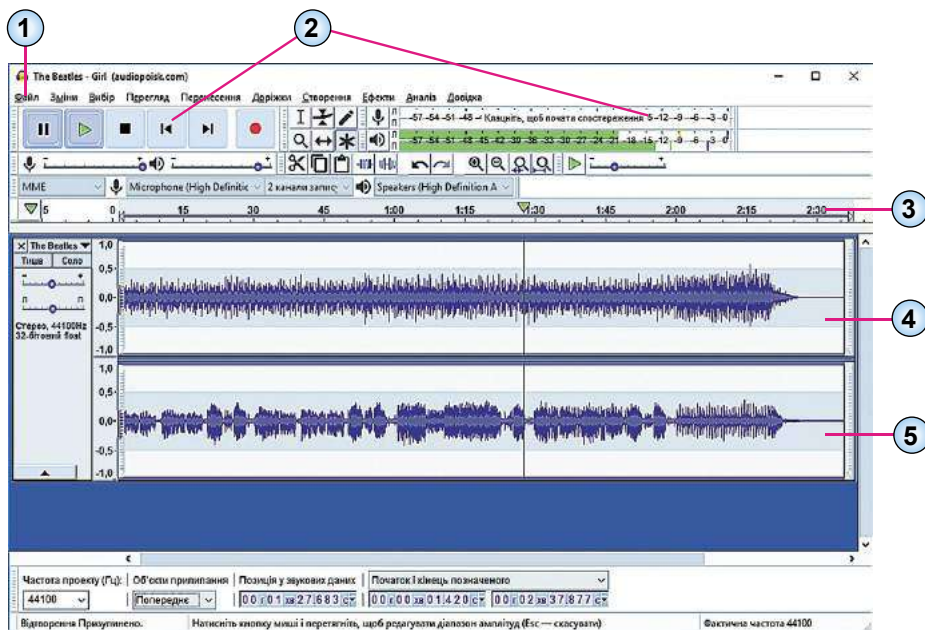 1
2
The Beatles - Girl (audiopoisk.com)
Файл Зміни Вибір Перегляд Перенесення Доріжки Створення Ефекти Аналіз Довідка
-57 -54 -51 -48 Клацніть, щоб почати спостереження -12 -9 -6 -3 0
-57 -54 -51 -48 -45 -42 -39 -36 -33 -30 -27 -24 -21 -18 -15 -12 -9 -6 -3 0
MME Microphone (High Definitic 2 канали запис Speakers (High Definition A
5 0 15 30 45 1:00 1:15 1:30 1:45 2:00 2:15 2:30
3
The Beatles
Тиша Соло
- +
Л П
Стерео, 44100Hz
32-бітовий float
1,0
0,5
0,0
-0,5
-1,0
4
1,0
0,5
0,0
-0,5
-1,0
5
Частота проекту (Гц): Об'єкти прилипання Позиція у звукових даних Початок і кінець позначеного
44100 Попереднє 00 г 01 хв 27.683 с 00 г 00 хв 01.420 с 00 г 02 хв 37.877 с
Відтворення Призупинено. Натисніть кнопку миші і перетягніть, щоб редагувати діапазон амплітуд (Esc — скасувати) Фактична частота 44100